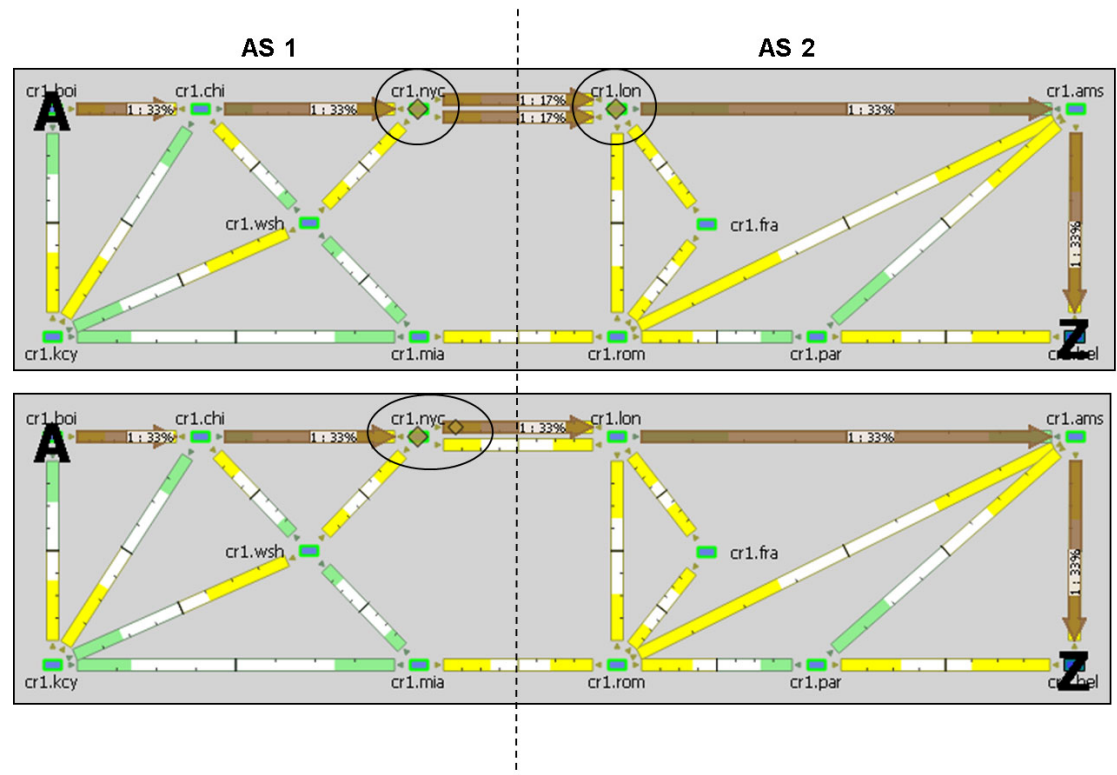 AS 1 AS 2
cr1.boi cr1.chi cr1.nyc cr1.lon cr1.ams
A 1 : 33% 1 : 33% 1 : 17% 1 : 33%
1 : 17%
cr1.wsh cr1.fra
1 : 33%
Z
cr1.kcy cr1.mia cr1.rom cr1.par
cr1.boi cr1.chi cr1.nyc cr1.lon cr1.ams
A 1 : 33% 1 : 33% 1 : 33% 1 : 33%
cr1.wsh cr1.fra
1 : 33%
Z
cr1.kcy cr1.mia cr1.rom cr1.par